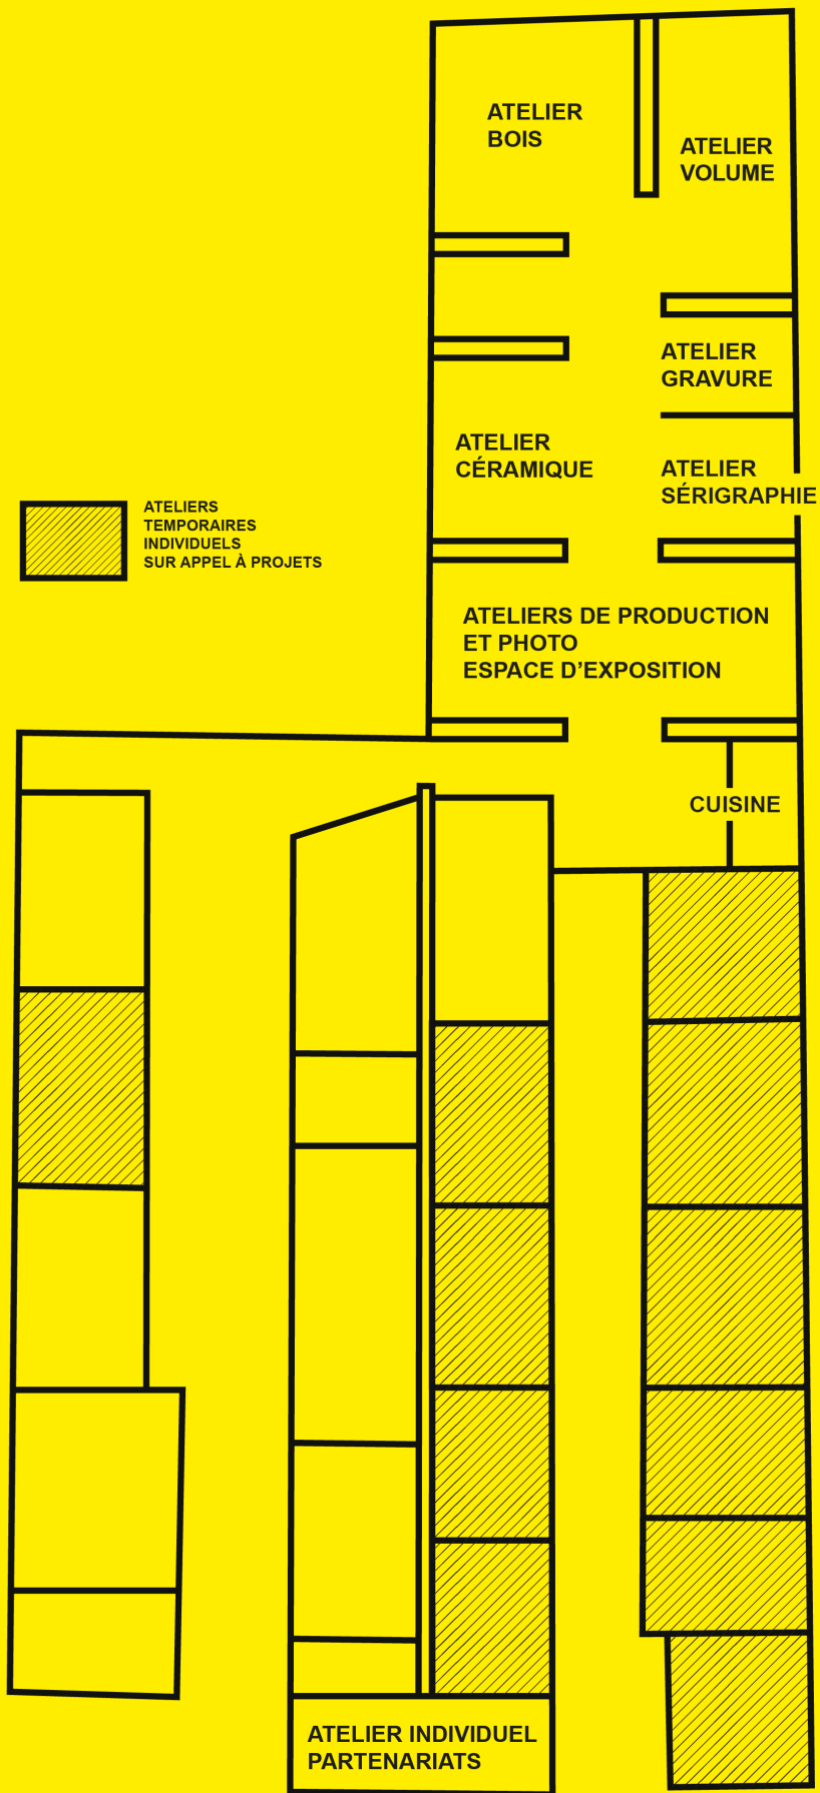 ATELIER
BOIS
ATELIER
VOLUME
ATELIER
GRAVURE
ATELIER
CÉRAMIQUE
ATELIER
SÉRIGRAPHIE
ATELIERS
TEMPORAIRES
INDIVIDUELS
SUR APPEL À PROJETS
ATELIERS DE PRODUCTION
ET PHOTO
ESPACE D'EXPOSITION
CUISINE
ATELIER INDIVIDUEL
PARTENARIATS